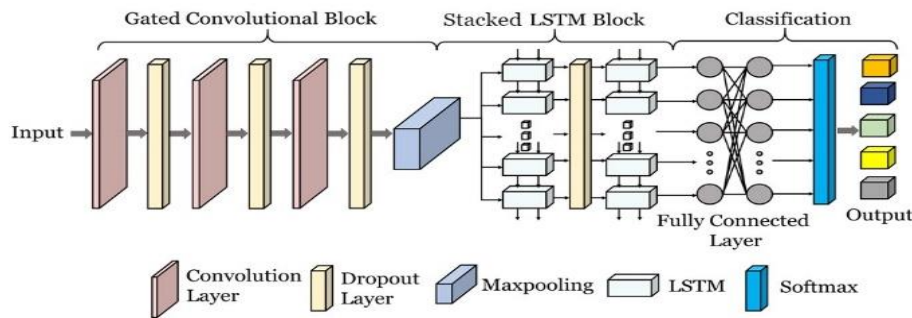 Gated Convolutional Block
Stacked LSTM Block
Classification
Input
Fully Connected
Layer
Output
Convolution
Layer
Dropout
Layer
Maxpooling
LSTM
Softmax